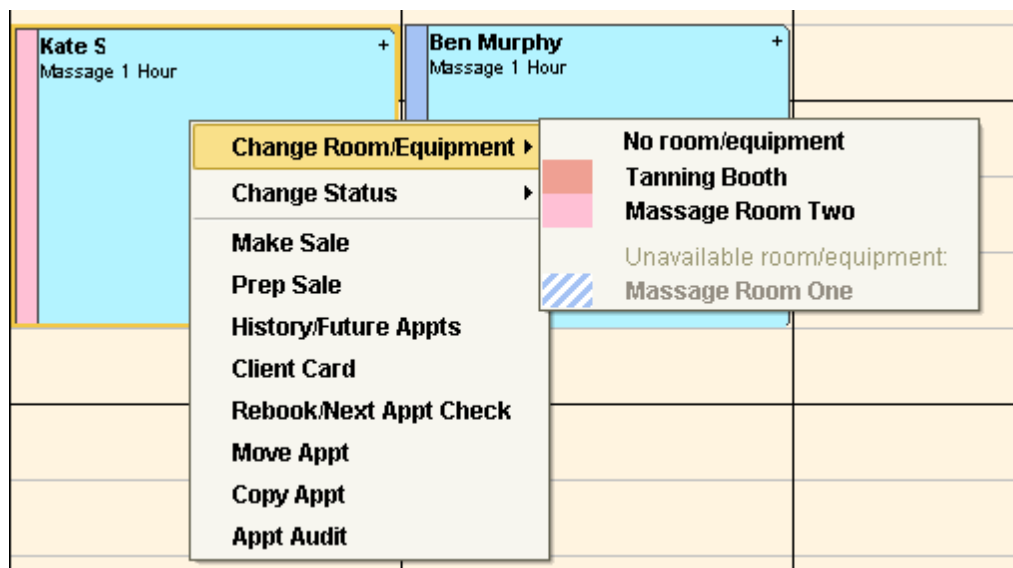 Kate S +
Massage 1 Hour
Ben Murphy +
Massage 1 Hour
Change Room/Equipment
Change Status
Make Sale
Prep Sale
History/Future Appts
Client Card
Rebook/Next Appt Check
Move Appt
Copy Appt
Appt Audit
No room/equipment
Tanning Booth
Massage Room Two
Unavailable room/equipment:
Massage Room One